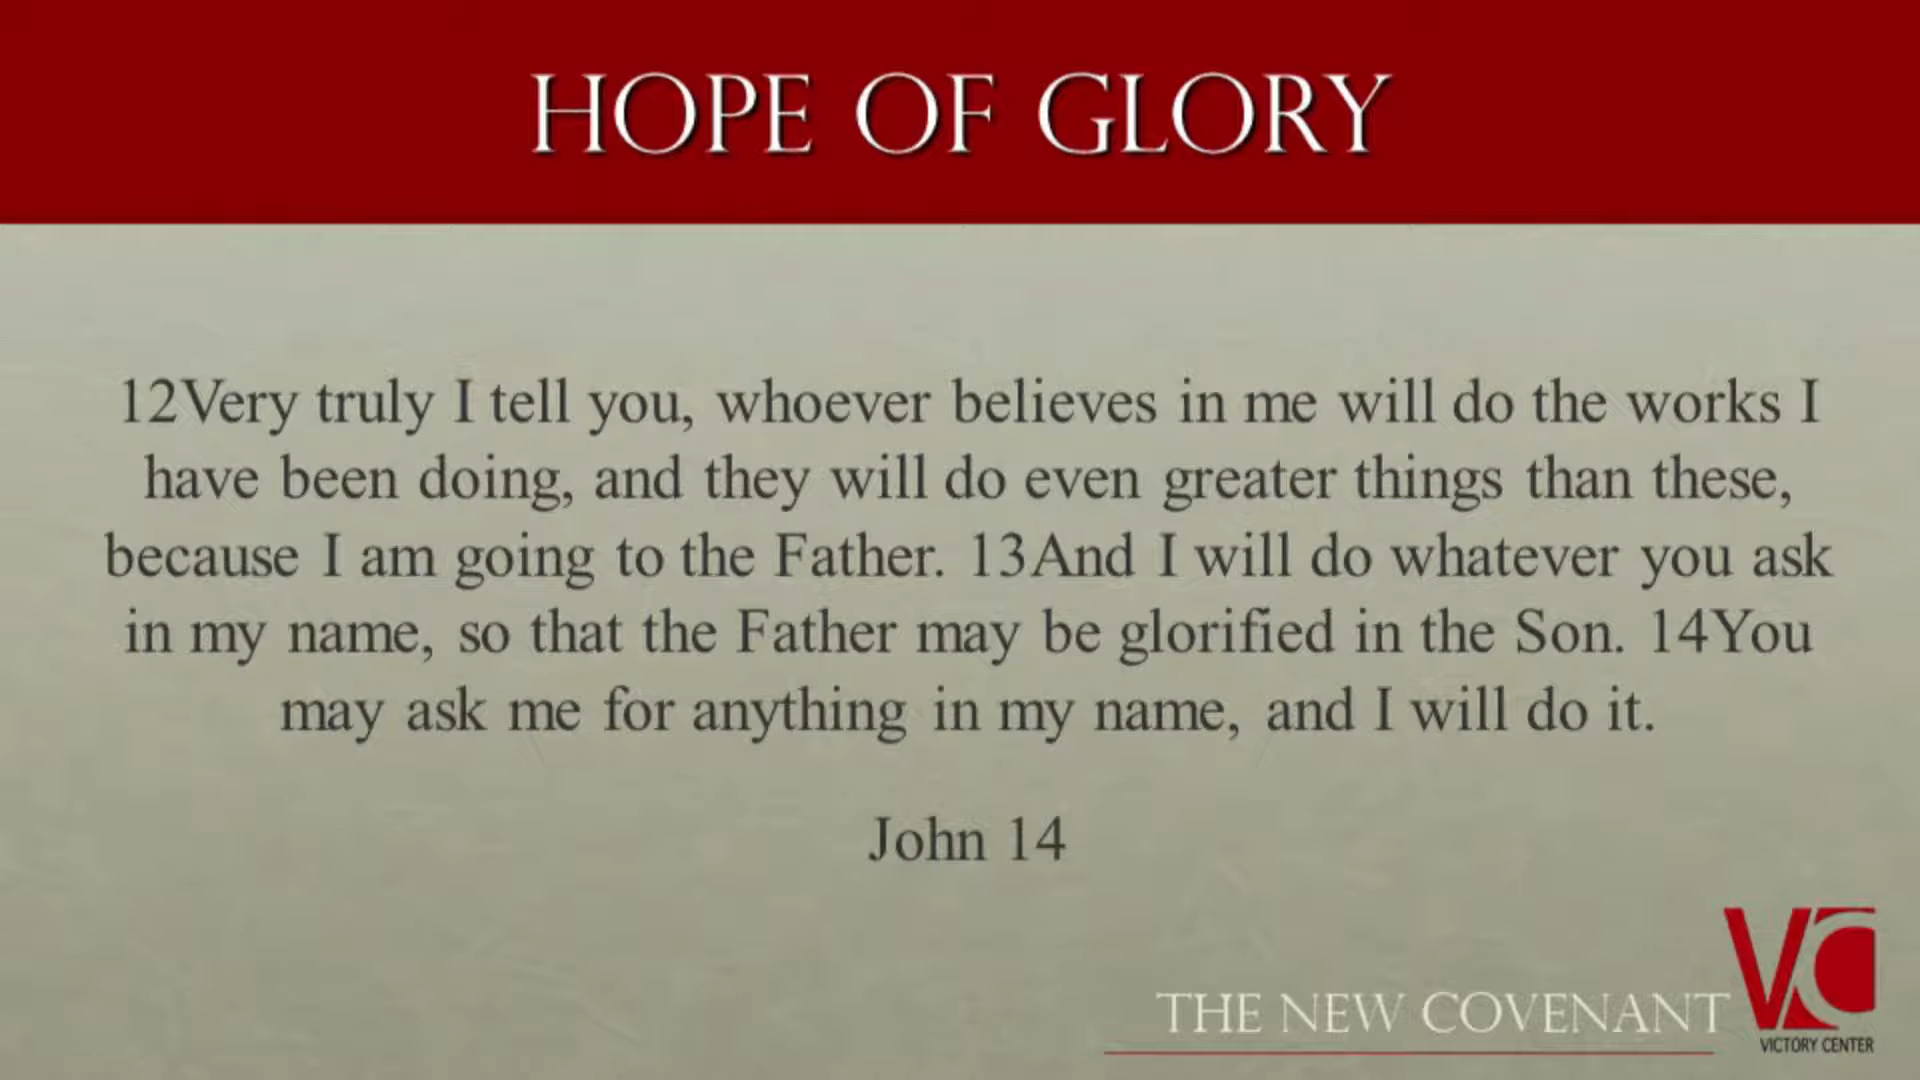 HOPE OF GLORY
12Very truly I tell you, whoever believes in me will do the works I
have been doing, and they will do even greater things than these,
because I am going to the Father. 13And I will do whatever you ask
in my name, so that the Father may be glorified in the Son. 14You
may ask me for anything in my name, and I will do it.
John 14
THE NEW COVENANT
VC
VICTORY CENTER